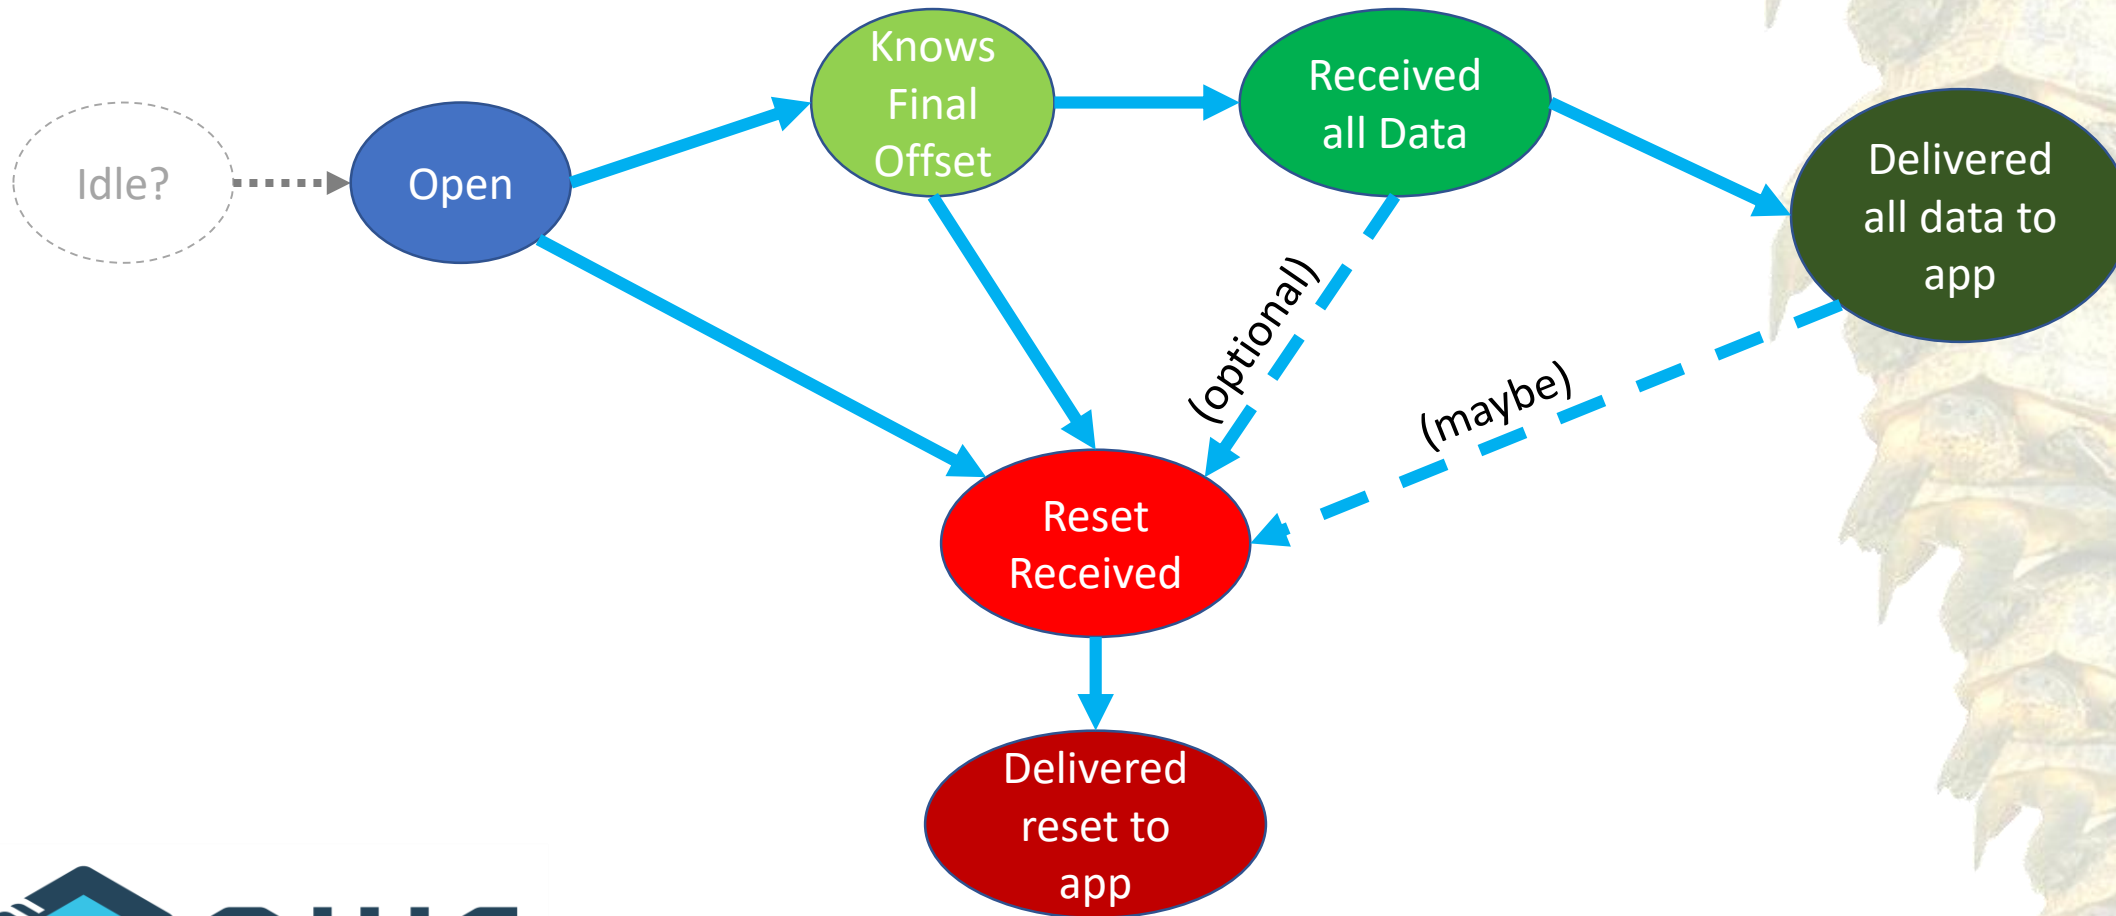 Knows
Final
Offset
Received
all Data
Idle?
Open
Delivered
all data to
app
(optional)
(maybe)
Reset
Received
Delivered
reset to
app